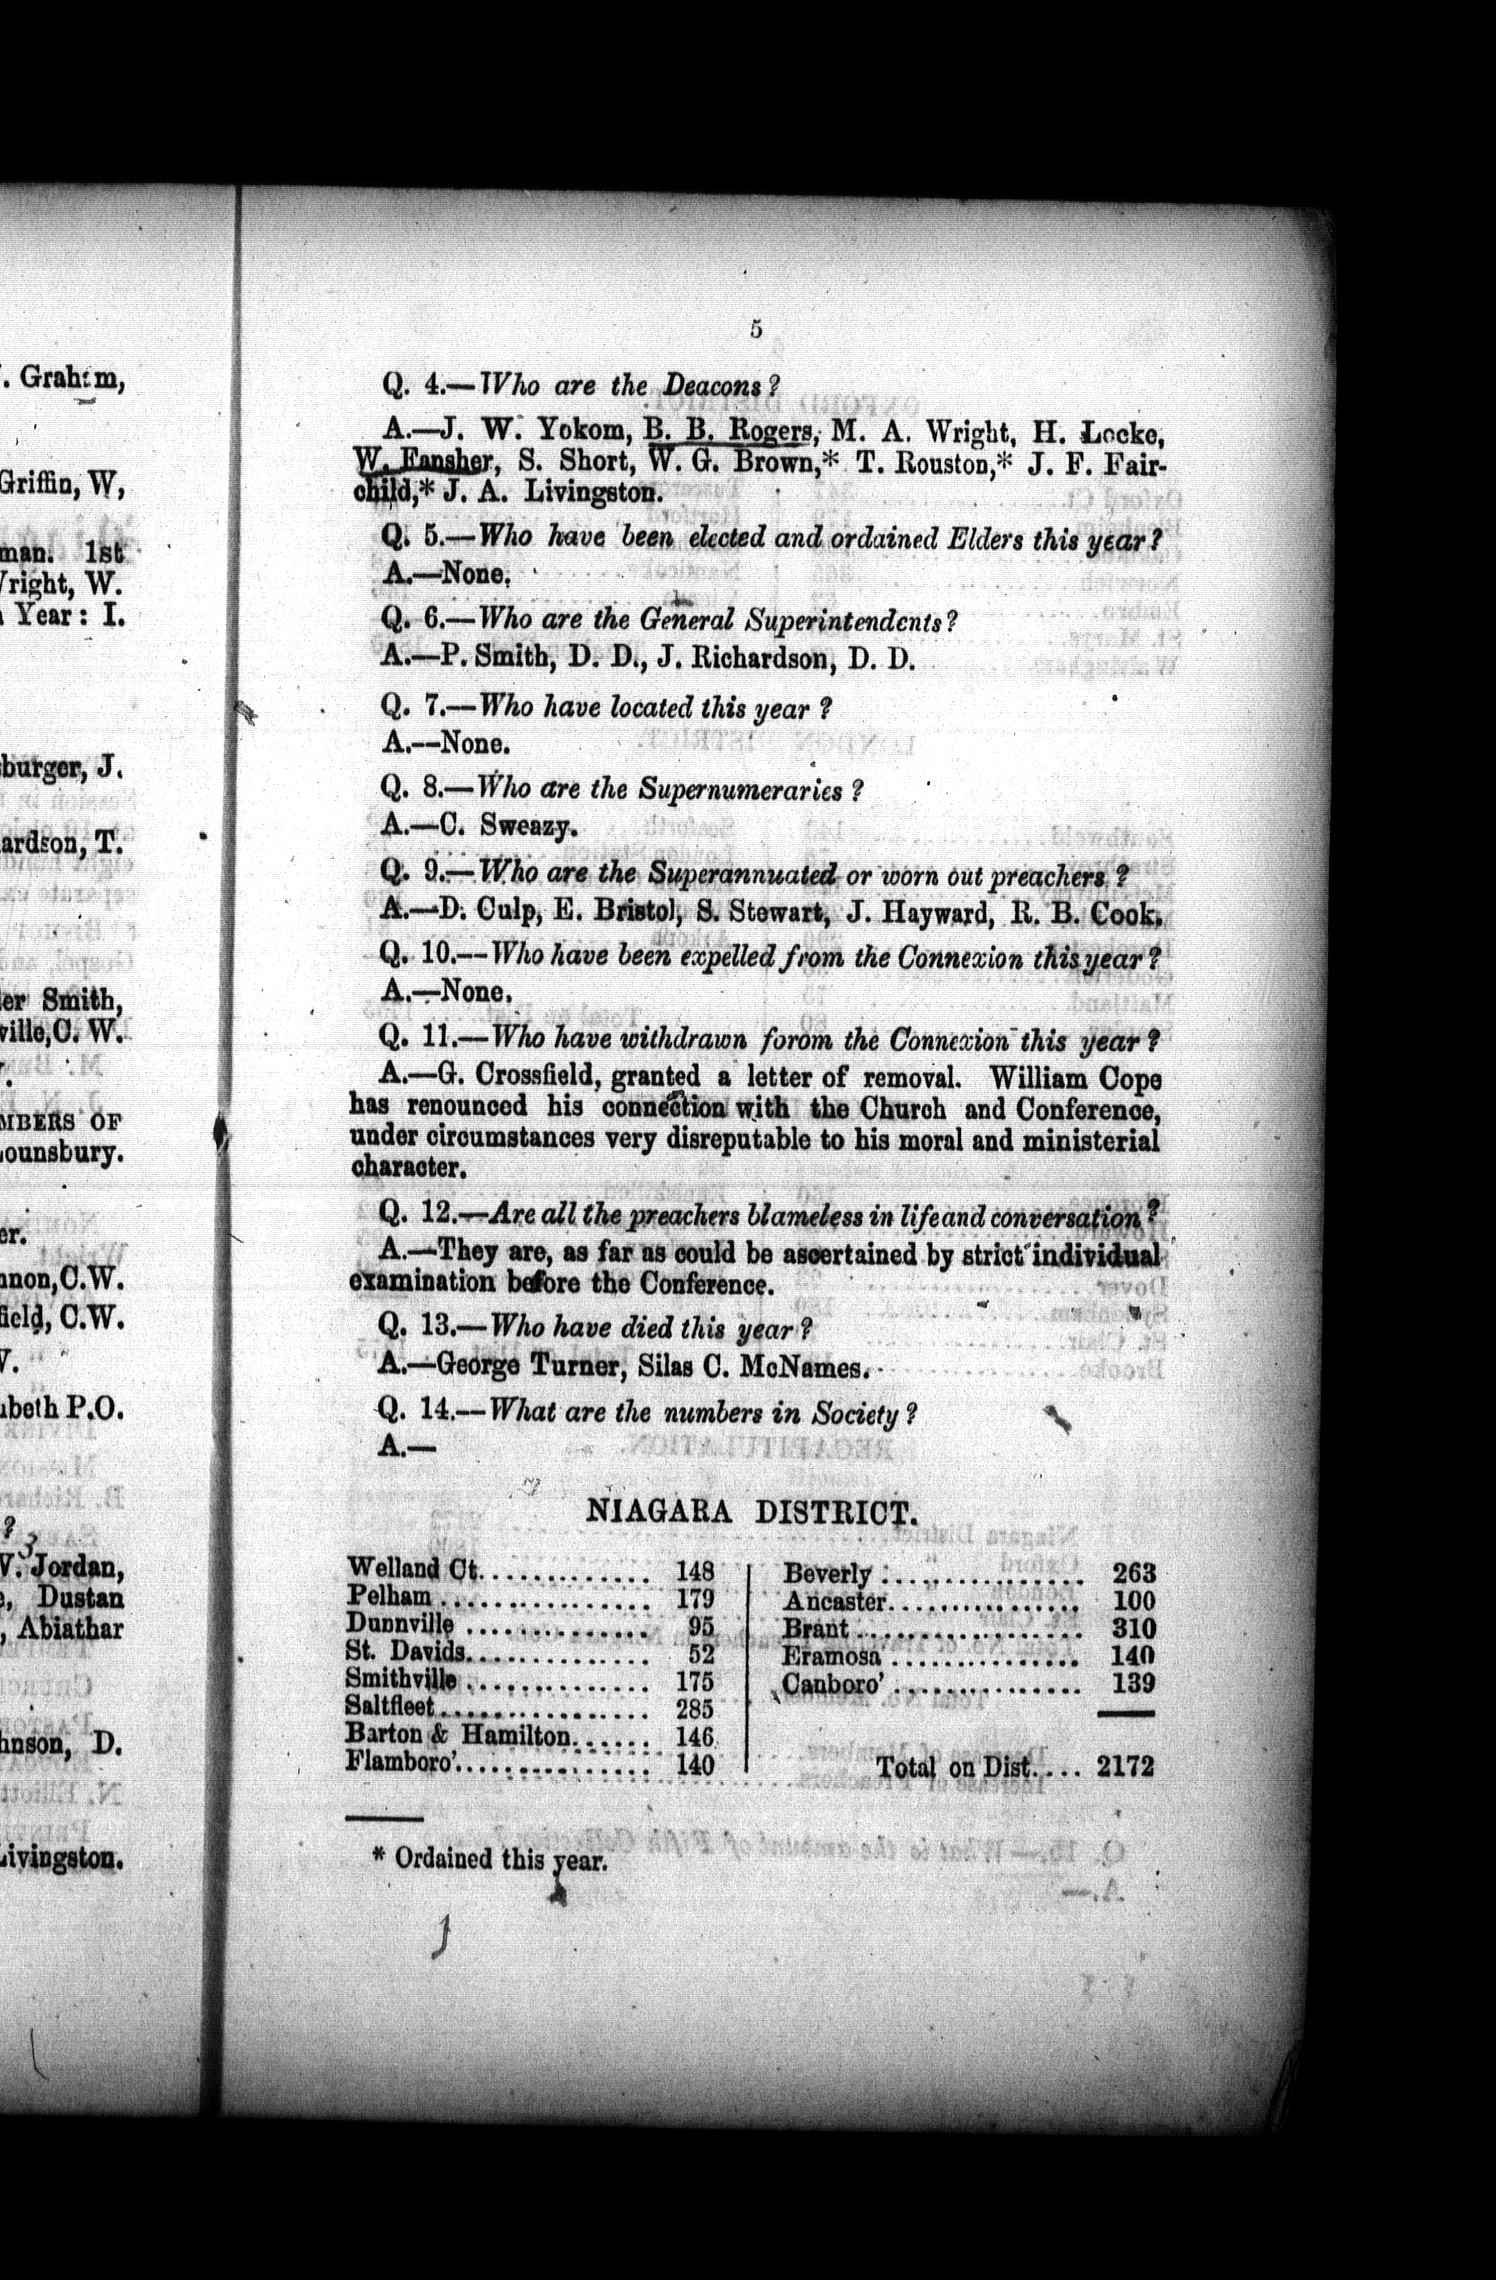 . Graham,
Griffin, W,
man. 1st
right, W.
Year: I.
burger, J.
ardson, T.
er Smith,
ville, C. W.
MBERS OF
ounsbury.
er.
nnon, C.W.
field, C.W.
beth P.O.
?
Jordan,
Dustan
, Abiathar
hnson, D.
Livingston.
5
Q. 4.—Who are the Deacons?
A.—J. W. Yokom, B. B. Rogers, M. A. Wright, H. Locke,
W. Fansher, S. Short, W. G. Brown,* T. Rouston,* J. F. Fair-
child,* J. A. Livingston.
Q. 5.—Who have been elected and ordained Elders this year?
A.—None.
Q. 6.—Who are the General Superintendents?
A.—P. Smith, D. D., J. Richardson, D. D.
Q. 7.—Who have located this year?
A.—None.
Q. 8.—Who are the Supernumeraries?
A.—C. Sweazy.
Q. 9.—Who are the Superannuated or worn out preachers?
A.—D. Culp, E. Bristol, S. Stewart, J. Hayward, R. B. Cook.
Q. 10.—Who have been expelled from the Connexion this year?
A.—None.
Q. 11.—Who have withdrawn forom the Connexion this year?
A.—G. Crossfield, granted a letter of removal. William Cope
has renounced his connection with the Church and Conference,
under circumstances very disreputable to his moral and ministerial
character.
Q. 12.—Are all the preachers blameless in life and conversation?
A.—They are, as far as could be ascertained by strict individual
examination before the Conference.
Q. 13.—Who have died this year?
A.—George Turner, Silas C. McNames.
Q. 14.—What are the numbers in Society?
A.—
NIAGARA DISTRICT.
Welland Ct.............. 148
Pelham ............... 179
Dunnville ............. 95
St. Davids.............. 52
Smithville ............. 175
Saltfleet............... 285
Barton & Hamilton...... 146
Flamboro'............... 140
Beverly ............... 263
Ancaster............... 100
Brant.................. 310
Eramosa ............... 140
Canboro' .............. 139
Total on Dist.... 2172
* Ordained this year.